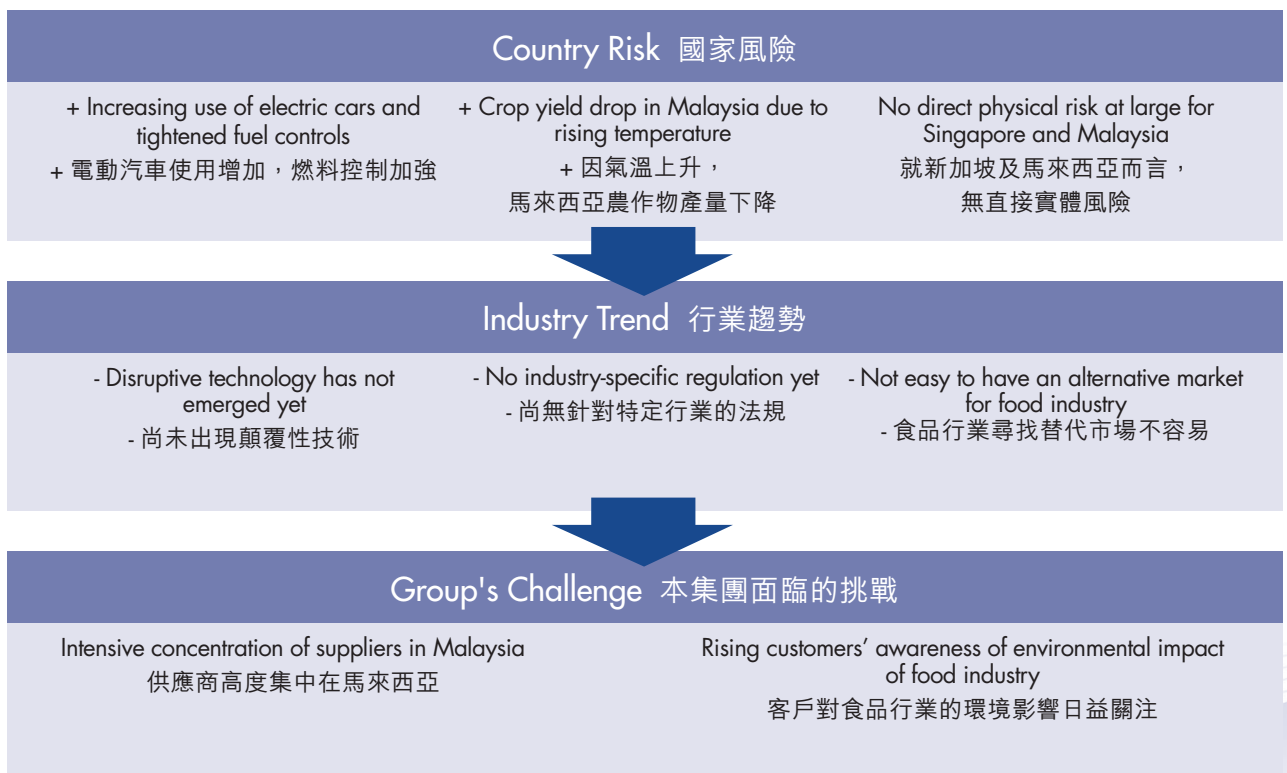 Country Risk 國家風險
+ Increasing use of electric cars and
tightened fuel controls
+ 電動汽車使用增加，燃料控制加強
+ Crop yield drop in Malaysia due to
rising temperature
+ 因氣溫上升，
馬來西亞農作物產量下降
No direct physical risk at large for
Singapore and Malaysia
就新加坡及馬來西亞而言，
無直接實體風險
Industry Trend 行業趨勢
- Disruptive technology has not
emerged yet
- 尚未出現顛覆性技術
- No industry-specific regulation yet
- 尚無針對特定行業的法規
- Not easy to have an alternative market
for food industry
- 食品行業尋找替代市場不容易
Group's Challenge 本集團面臨的挑戰
Intensive concentration of suppliers in Malaysia
供應商高度集中在馬來西亞
Rising customers’ awareness of environmental impact
of food industry
客戶對食品行業的環境影響日益關注